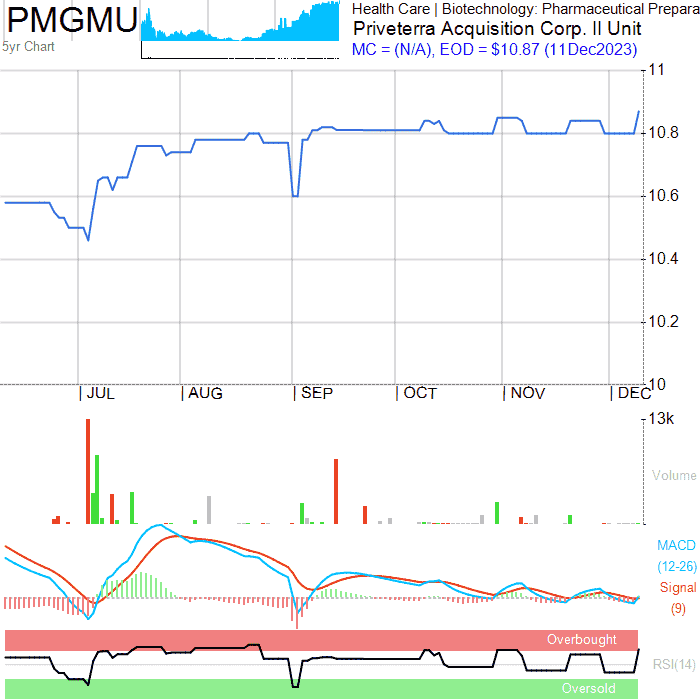 PMGMU
5yr Chart
Health Care | Biotechnology: Pharmaceutical Prepara
Priveterra Acquisition Corp. II Unit
MC = (N/A), EOD = $10.87 (11Dec2023)
11
10.8
10.6
10.4
10.2
10
| JUL | AUG | SEP | OCT | NOV | DEC
13k
Volume
MACD
(12-26)
Signal
(9)
Overbought
RSI(14)
Oversold